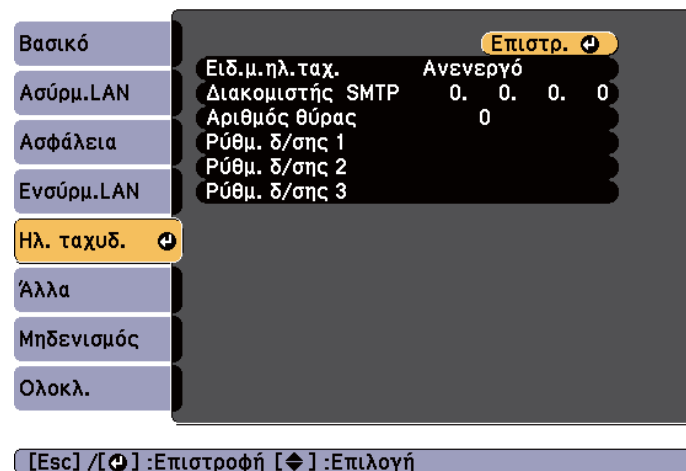 Βασικό
Ασύρμ.LAN
Ασφάλεια
Ενσύρμ.LAN
Ηλ. ταχυδ.
Άλλα
Μηδενισμός
Ολοκλ.
Επιστρ.
Ειδ.μ.ηλ.ταχ. Ανενεργό
Διακομιστής SMTP 0. 0. 0. 0
Αριθμός θύρας 0
Ρύθμ. δ/σης 1
Ρύθμ. δ/σης 2
Ρύθμ. δ/σης 3
[Esc] /[⏎] :Επιστροφή [◆] :Επιλογή